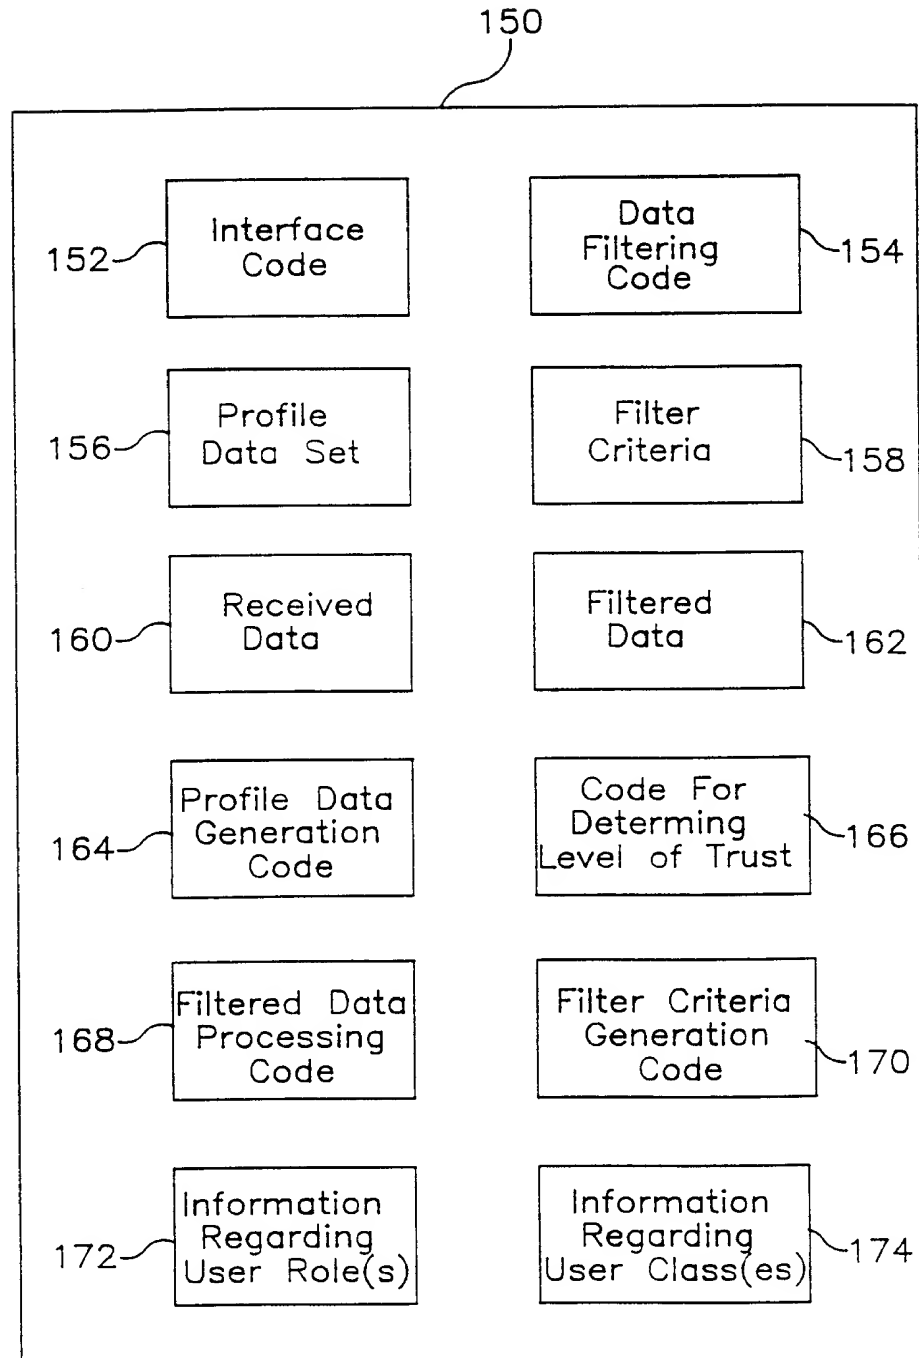 150
152
Interface
Code
Data
Filtering
Code
154
156
Profile
Data Set
Filter
Criteria
158
160
Received
Data
Filtered
Data
162
164
Profile Data
Generation
Code
Code For
Determing
Level of Trust
166
168
Filtered Data
Processing
Code
Filter Criteria
Generation
Code
170
172
Information
Regarding
User Role(s)
Information
Regarding
User Class(es)
174